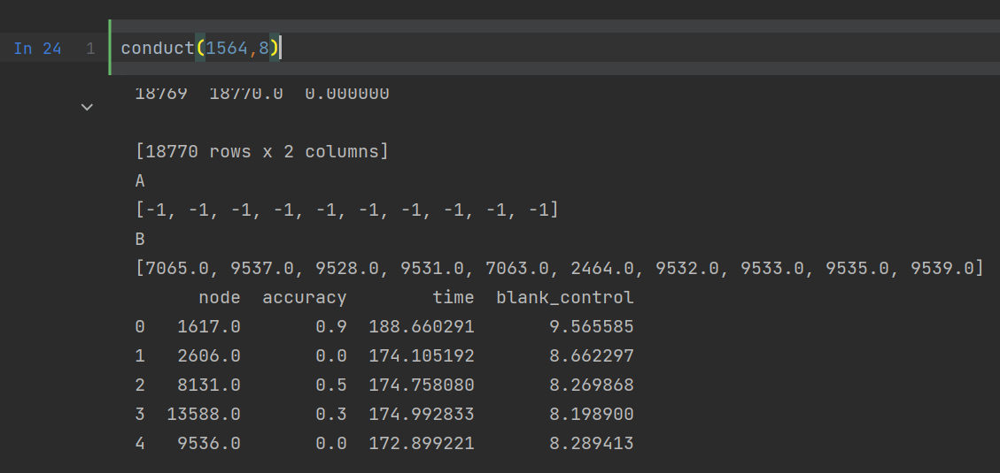 In 24 1 conduct(1564,8)
18769 18770.0 0.000000
[18770 rows x 2 columns]
A
[-1, -1, -1, -1, -1, -1, -1, -1, -1, -1]
B
[7065.0, 9537.0, 9528.0, 9531.0, 7063.0, 2464.0, 9532.0, 9533.0, 9535.0, 9539.0]
node accuracy time blank_control
0 1617.0 0.9 188.660291 9.565585
1 2606.0 0.0 174.105192 8.662297
2 8131.0 0.5 174.758080 8.269868
3 13588.0 0.3 174.992833 8.198900
4 9536.0 0.0 172.899221 8.289413